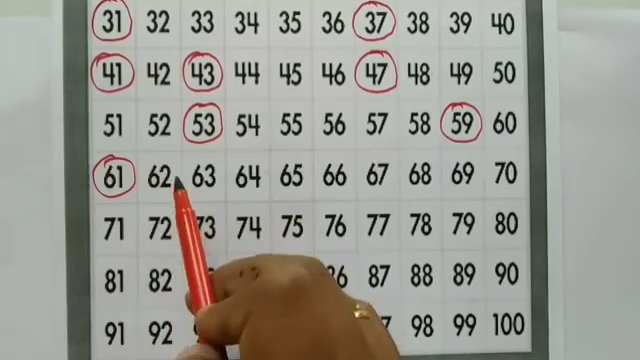 31 32 33 34 35 36 37 38 39 40
41 42 43 44 45 46 47 48 49 50
51 52 53 54 55 56 57 58 59 60
61 62 63 64 65 66 67 68 69 70
71 72 73 74 75 76 77 78 79 80
81 82 87 88 89 90
91 92 98 99 100